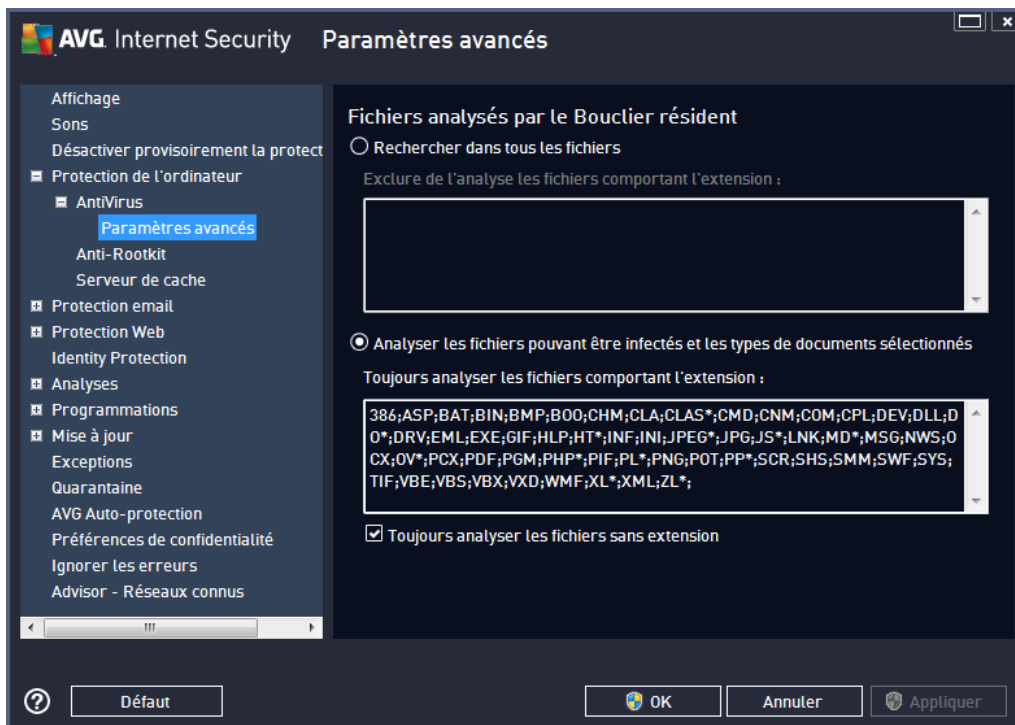 AVG. Internet Security Paramètres avancés
Affichage
Sons
Désactiver provisoirement la protect
Protection de l'ordinateur
AntiVirus
Paramètres avancés
Anti-Rootkit
Serveur de cache
Protection email
Protection Web
Identity Protection
Analyses
Programmations
Mise à jour
Exceptions
Quarantaine
AVG Auto-protection
Préférences de confidentialité
Ignorer les erreurs
Advisor - Réseaux connus
Fichiers analysés par le Bouclier résident
Rechercher dans tous les fichiers
Exclure de l'analyse les fichiers comportant l'extension :
Analyser les fichiers pouvant être infectés et les types de documents sélectionnés
Toujours analyser les fichiers comportant l'extension :
386;ASP;BAT;BIN;BMP;BOO;CHM;CLA;CLAS*;CMD;CNM;COM;CPL;DEV;DLL;D
O*;DRV;EML;EXE;GIF;HLP;HT*;INF;INI;JPEG*;JPG;JS*;LNK;MD*;MSG;NWS;O
CX;OV*;PCX;PDF;PGM;PHP*;PIF;PL*;PNG;POT;PP*;SCR;SHS;SMM;SWF;SYS;
TIF;VBE;VBS;VBX;VXD;WMF;XL*;XML;ZL*;
Toujours analyser les fichiers sans extension
Défaut
OK
Annuler
Appliquer